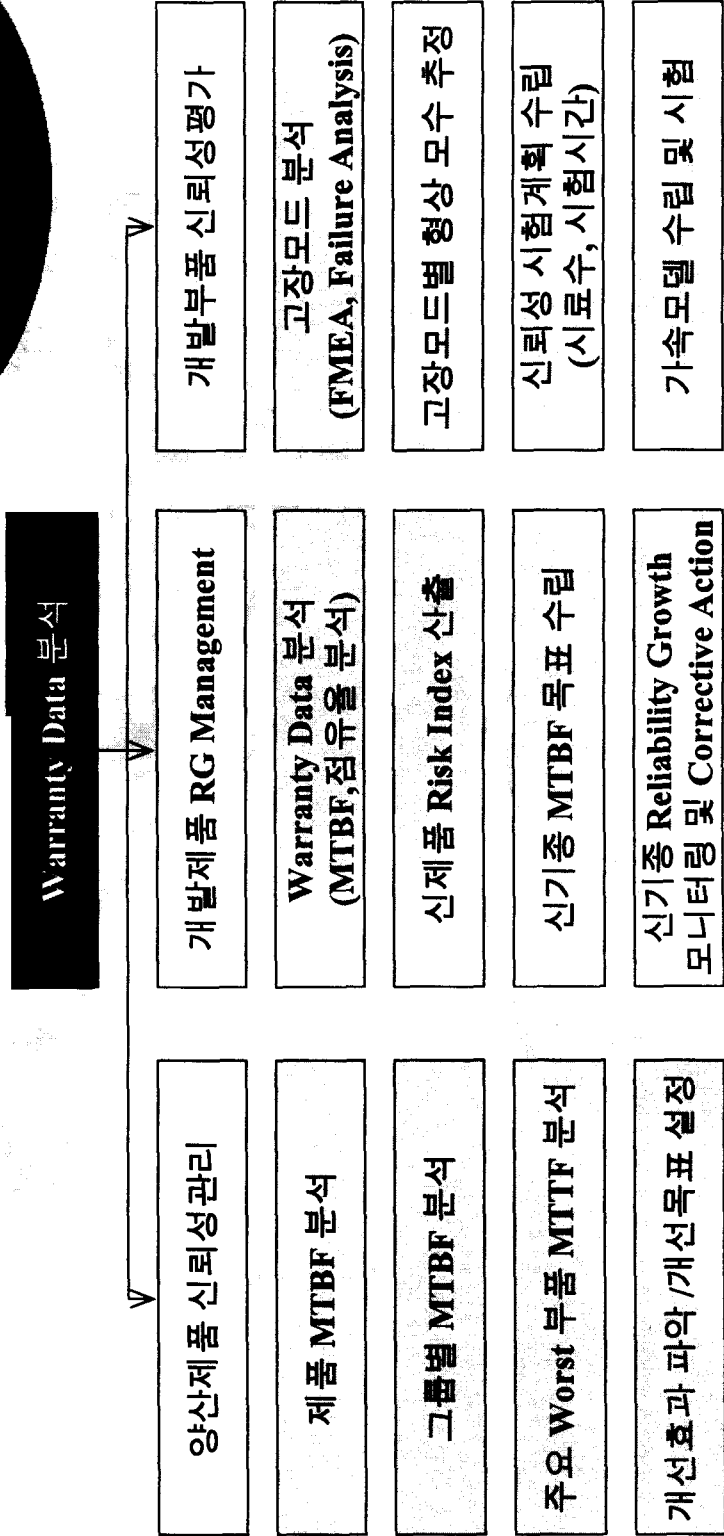 Warranty Data 분석
양산제품 신뢰성관리
제품 MTBF 분석
그룹별 MTBF 분석
주요 Worst 부품 MTTF 분석
개선효과 파악 /개선목표 설정
개발제품 RG Management
Warranty Data 분석
(MTBF,점유율 분석)
신제품 Risk Index 산출
신기종 MTBF 목표 수립
신기종 Reliability Growth
모니터링 및 Corrective Action
개발부품 신뢰성평가
고장모드 분석
(FMEA, Failure Analysis)
고장모드별 형상 모수 추정
신뢰성 시험계획 수립
(시료수, 시험시간)
가속모델 수립 및 시험